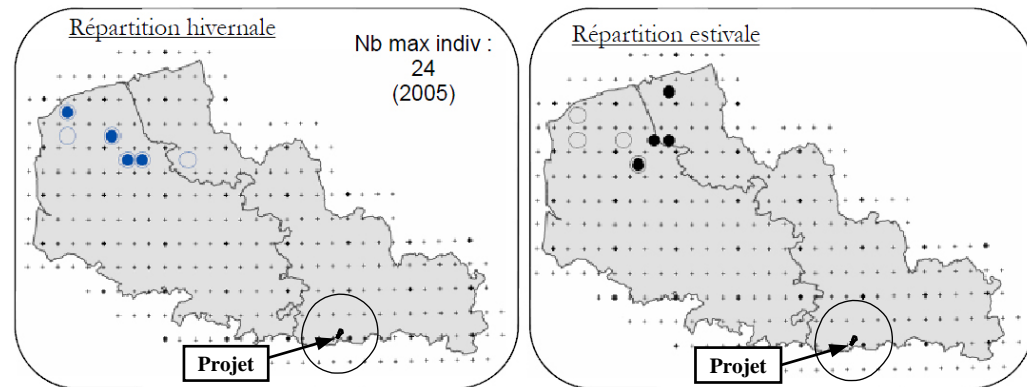 Répartition hivernale
Nb max indiv :
24
(2005)
Projet
Répartition estivale
Projet